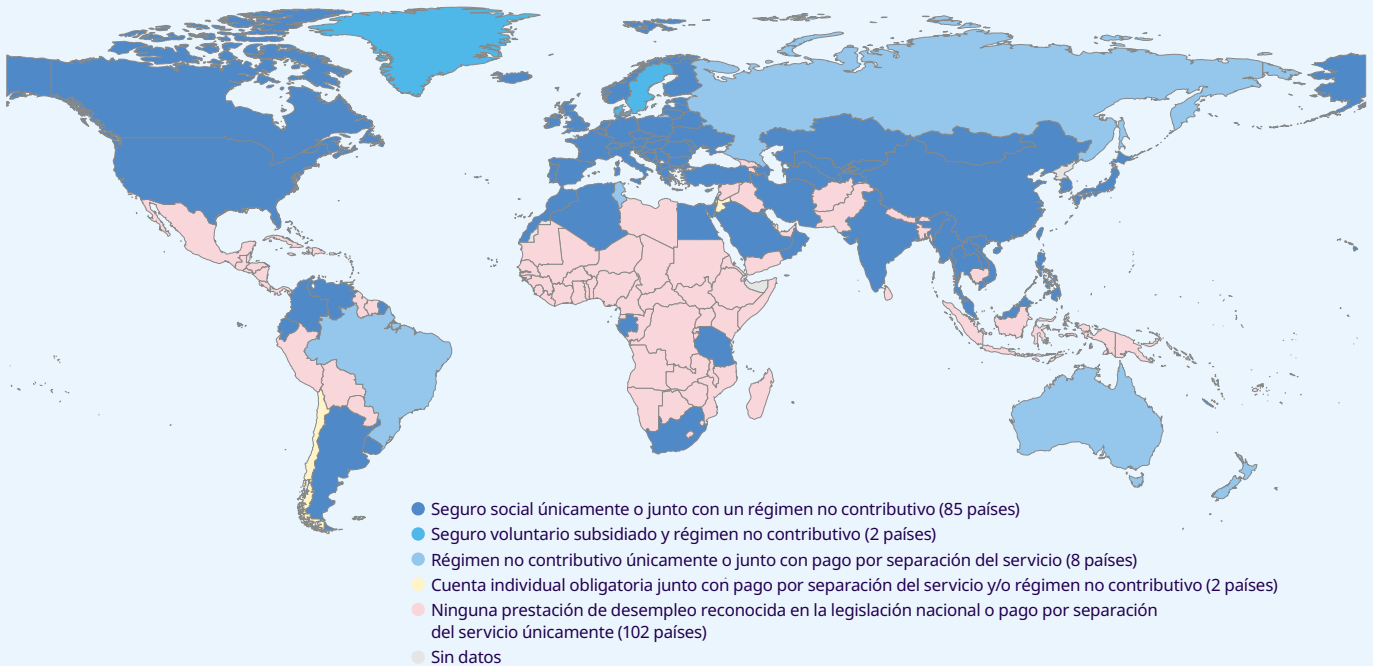 Seguro social únicamente o junto con un régimen no contributivo (85 países)
Seguro voluntario subsidiado y régimen no contributivo (2 países)
Régimen no contributivo únicamente o junto con pago por separación del servicio (8 países)
Cuenta individual obligatoria junto con pago por separación del servicio y/o régimen no contributivo (2 países)
Ninguna prestación de desempleo reconocida en la legislación nacional o pago por separación
del servicio únicamente (102 países)
Sin datos